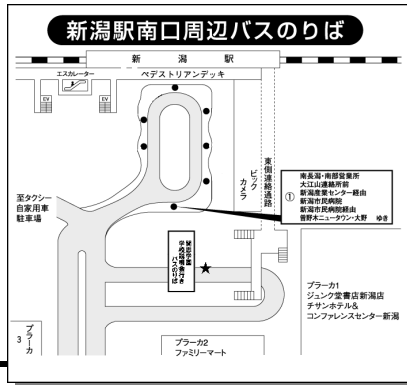 新潟駅南口周辺バスのりば
新潟駅
エスカレーター
ペデストリアンデッキ
EV
EV
ビックカメラ
東側連絡通路
至タクシー
自家用車
駐車場
①
南長潟・南部営業所
大江山連絡所前
新潟産業センター経由
新潟市民病院
新潟市民病院経由
曽野木ニュータウン・大野 ゆき
バスのりば
★
プラーカ1
ジュンク堂書店新潟店
チサンホテル&
コンファレンスセンター新潟
プラーカ3
プラーカ2
ファミリーマート